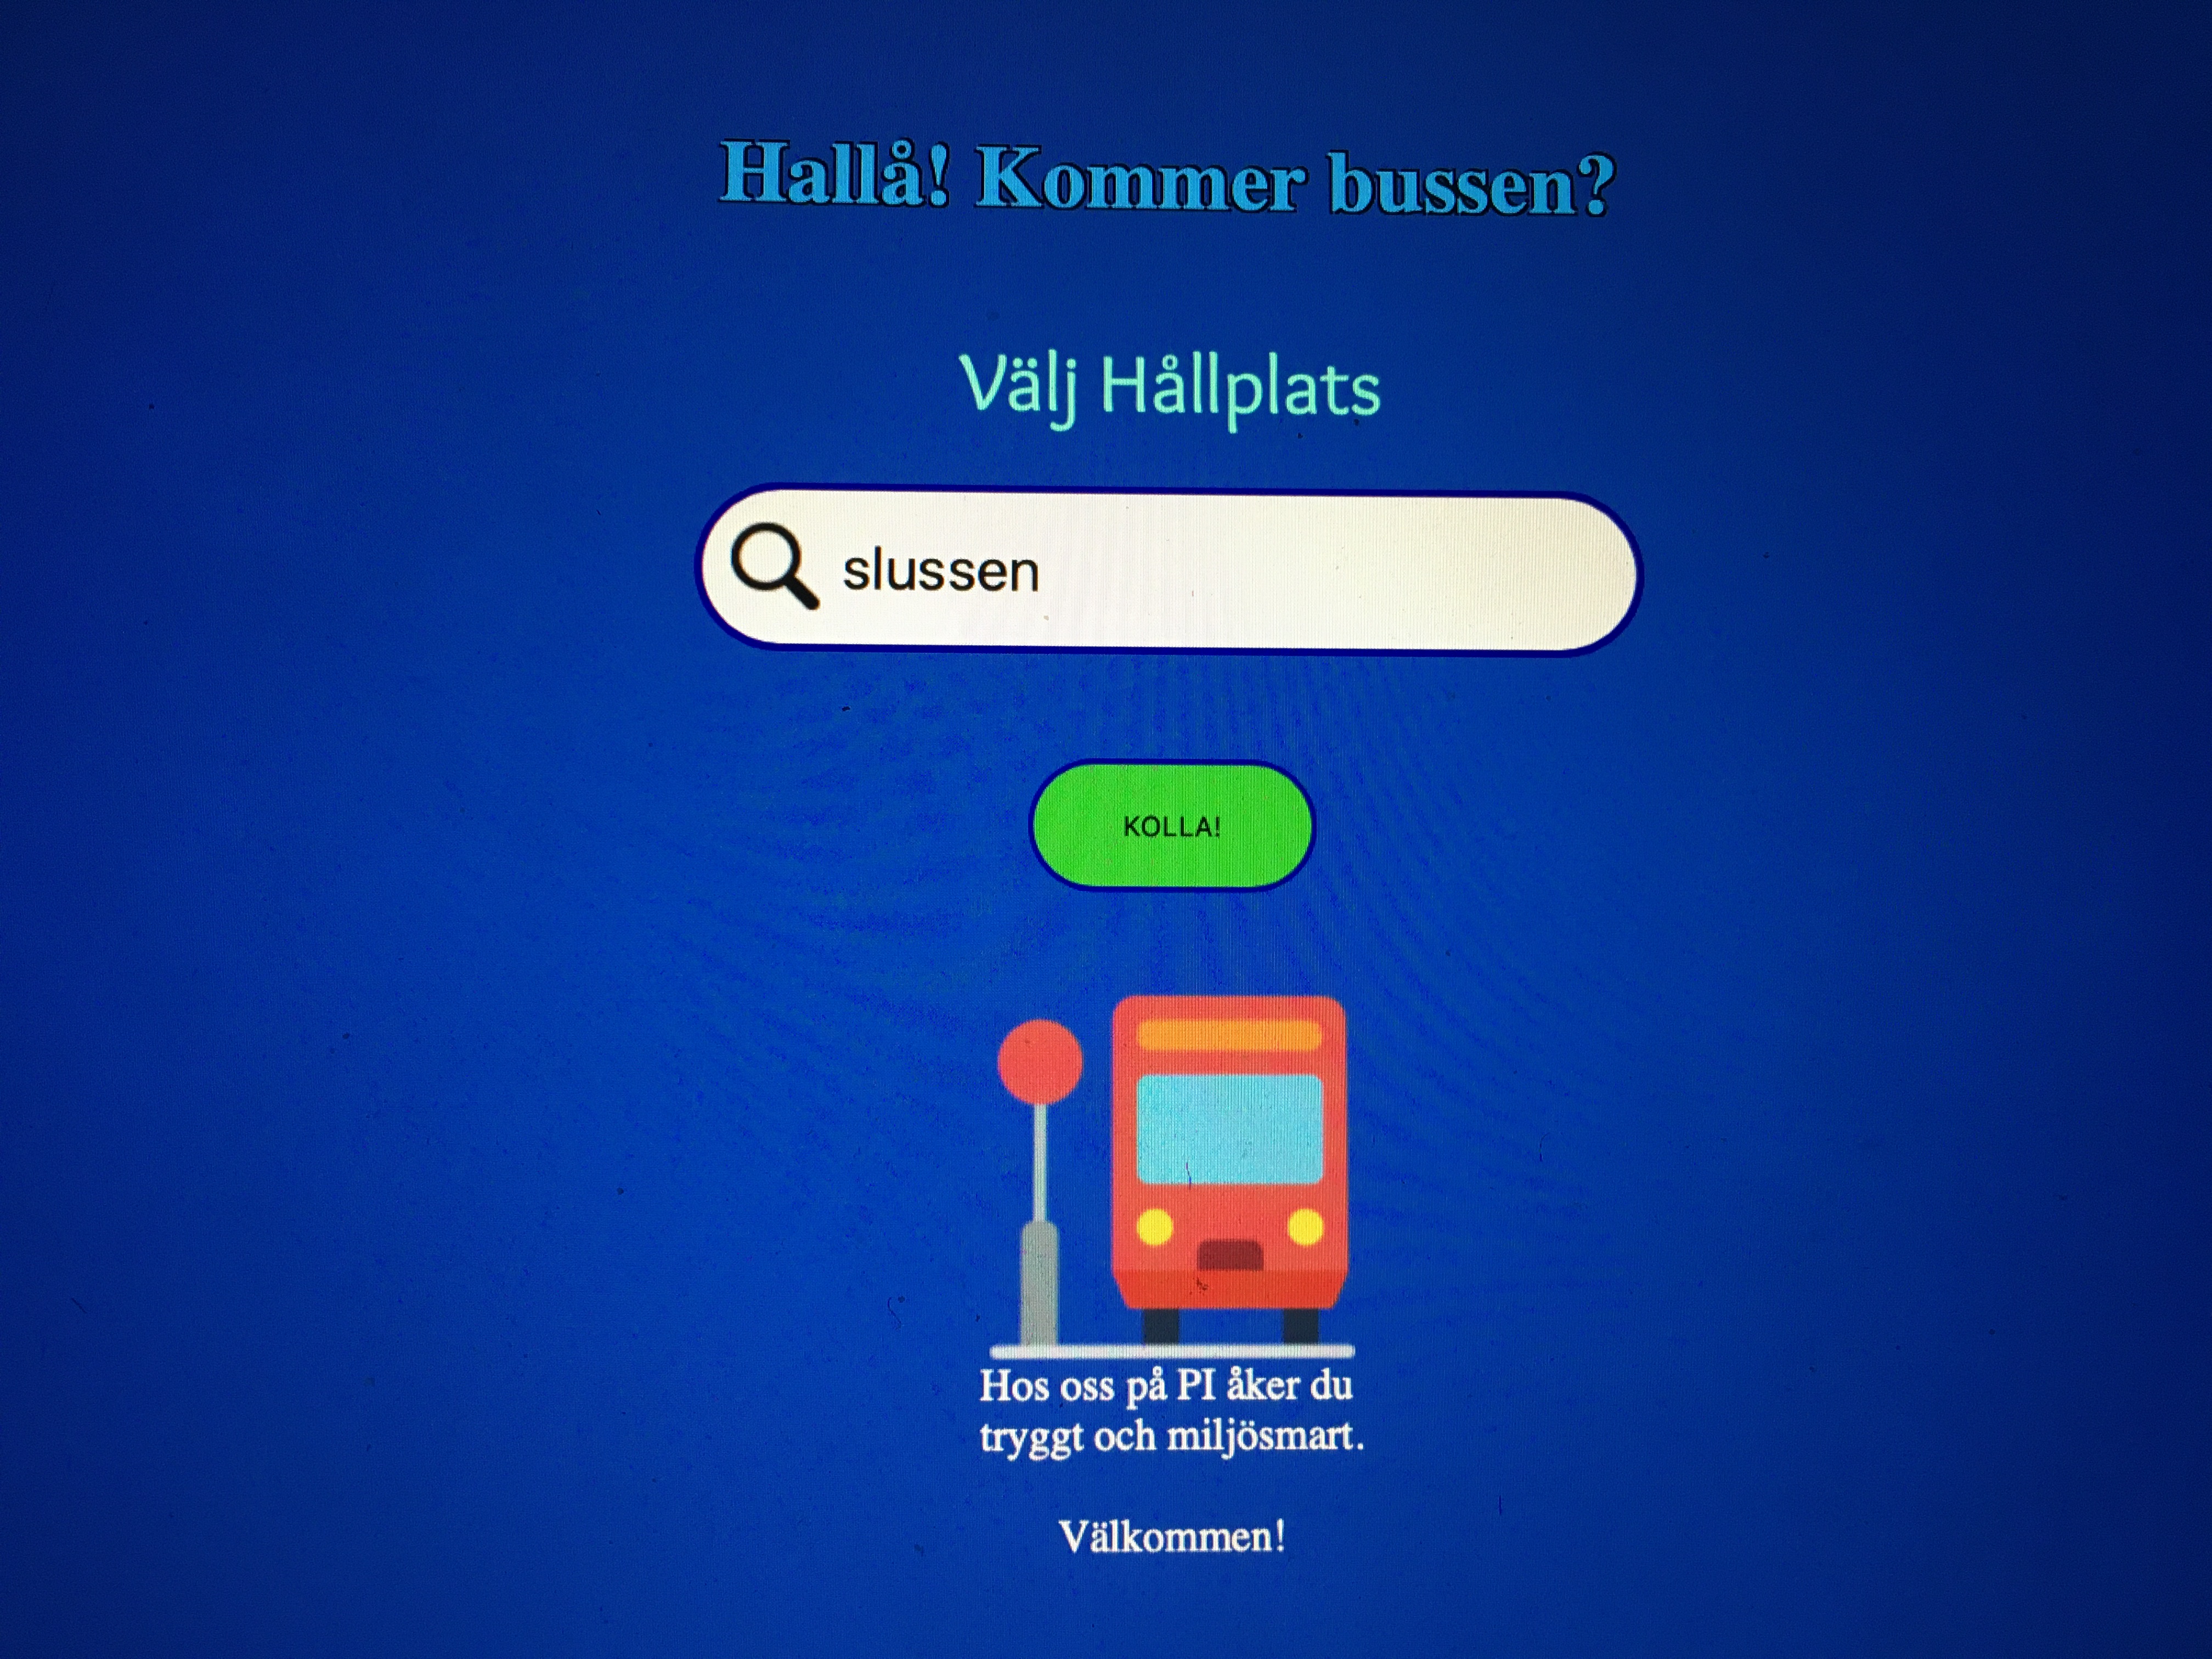 Hallå! Kommer bussen?
Välj Hållplats
slussen
KOLLA!
Hos oss på PI åker du
tryggt och miljösmart.
Välkommen!